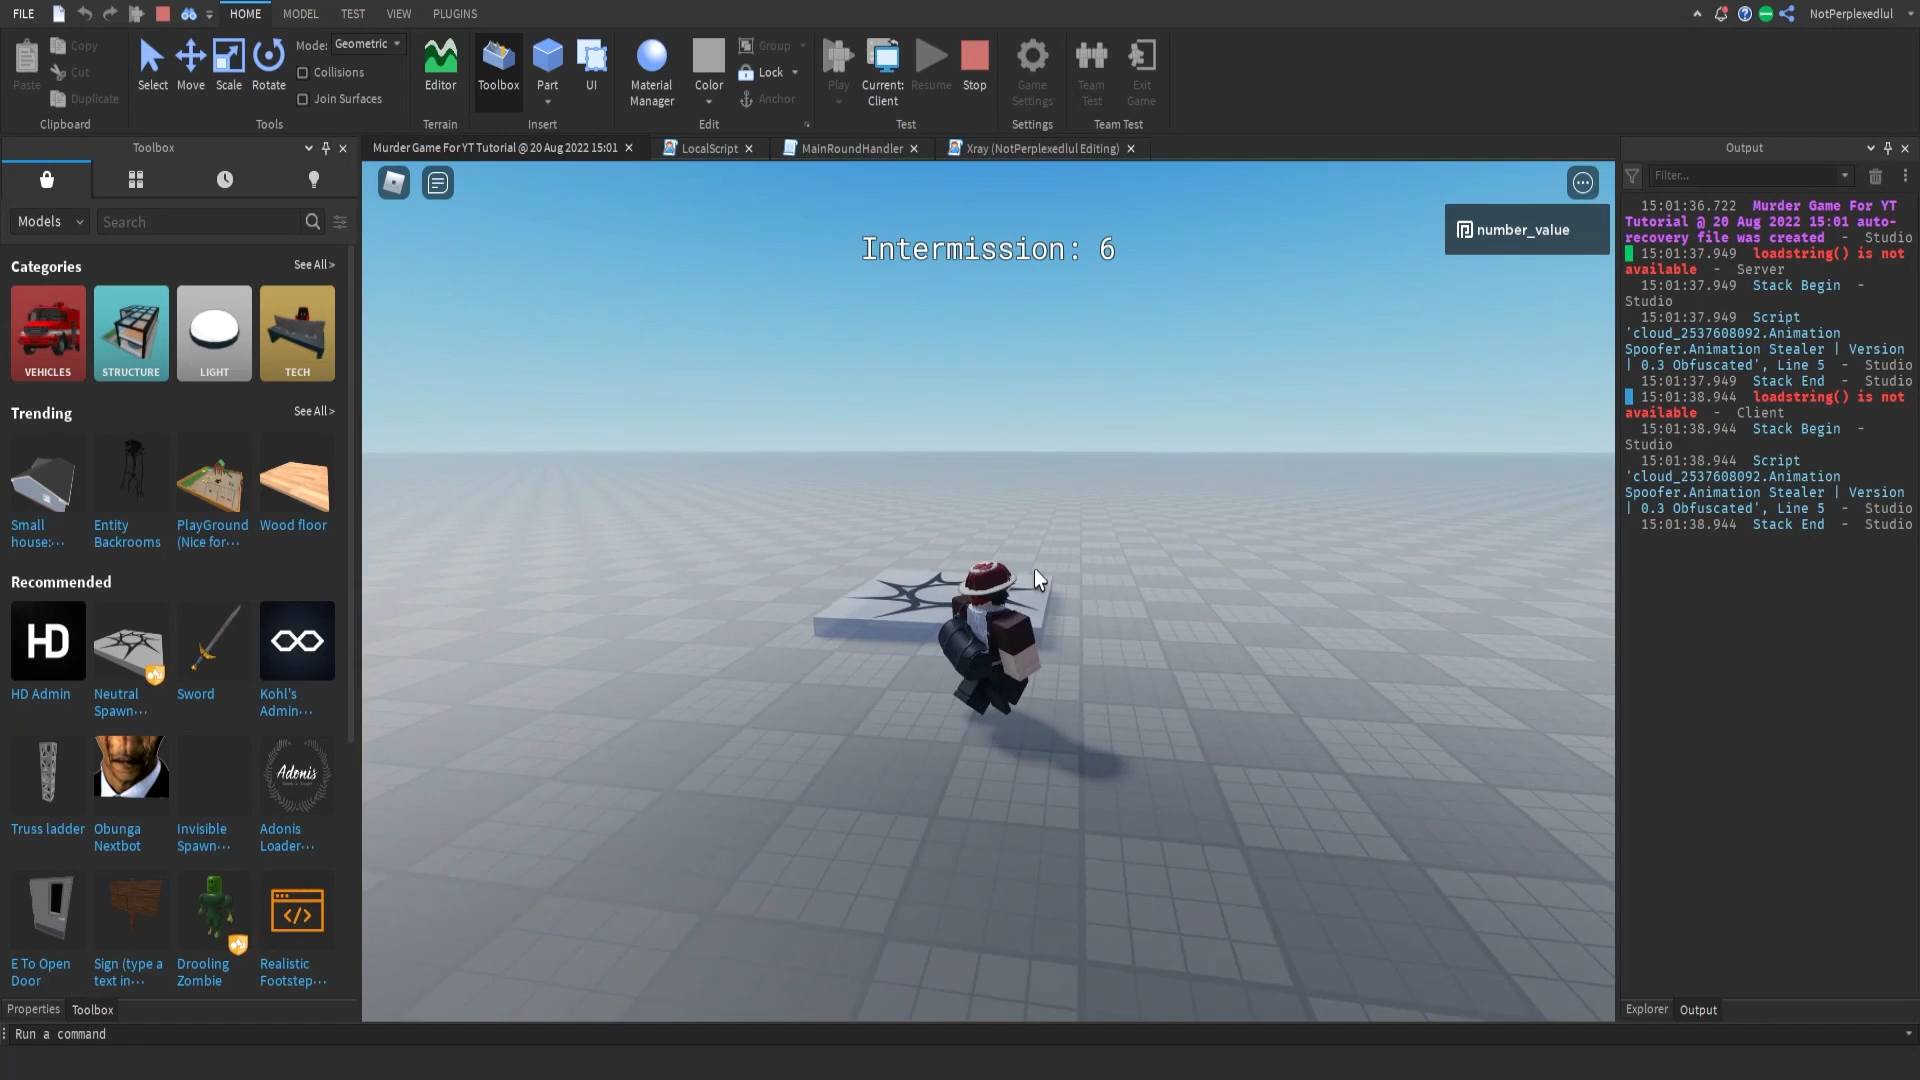 FILE
HOME
MODEL
TEST
VIEW
PLUGINS
NotPerplexedlul
Paste
Copy
Cut
Duplicate
Clipboard
Select
Move
Scale
Rotate
Mode: Geometric
Collisions
Join Surfaces
Tools
Editor
Terrain
Toolbox
Part
UI
Insert
Material
Manager
Color
Group
Lock
Anchor
Edit
Play
Current:
Client
Resume
Stop
Test
Game
Settings
Settings
Team
Test
Exit
Game
Team Test
Toolbox
Models
Search
Categories
See All >
VEHICLES
STRUCTURE
LIGHT
TECH
Trending
See All >
Small
house:...
Entity
Backrooms
PlayGround
(Nice for...
Wood floor
Recommended
HD
HD Admin
Neutral
Spawn...
Sword
Kohl's
Admin...
Truss ladder
Obunga
Nextbot
Invisible
Spawn...
Adonis
Adonis
Loader...
E To Open
Door
Sign (type a
text in...
Drooling
Zombie
Realistic
Footstep...
Properties
Toolbox
Run a command
Murder Game For YT Tutorial @ 20 Aug 2022 15:01
LocalScript
MainRoundHandler
Xray (NotPerplexedlul Editing)
Intermission: 6
number_value
Output
Filter...
15:01:36.722 Murder Game For YT
Tutorial @ 20 Aug 2022 15:01 auto-
recovery file was created - Studio
15:01:37.949 loadstring() is not
available - Server
15:01:37.949 Stack Begin -
Studio
15:01:37.949 Script
'cloud_2537608092.Animation
Spoofer.Animation Stealer | Version
| 0.3 Obfuscated', Line 5 - Studio
15:01:37.949 Stack End - Studio
15:01:38.944 loadstring() is not
available - Client
15:01:38.944 Stack Begin -
Studio
15:01:38.944 Script
'cloud_2537608092.Animation
Spoofer.Animation Stealer | Version
| 0.3 Obfuscated', Line 5 - Studio
15:01:38.944 Stack End - Studio
Explorer
Output